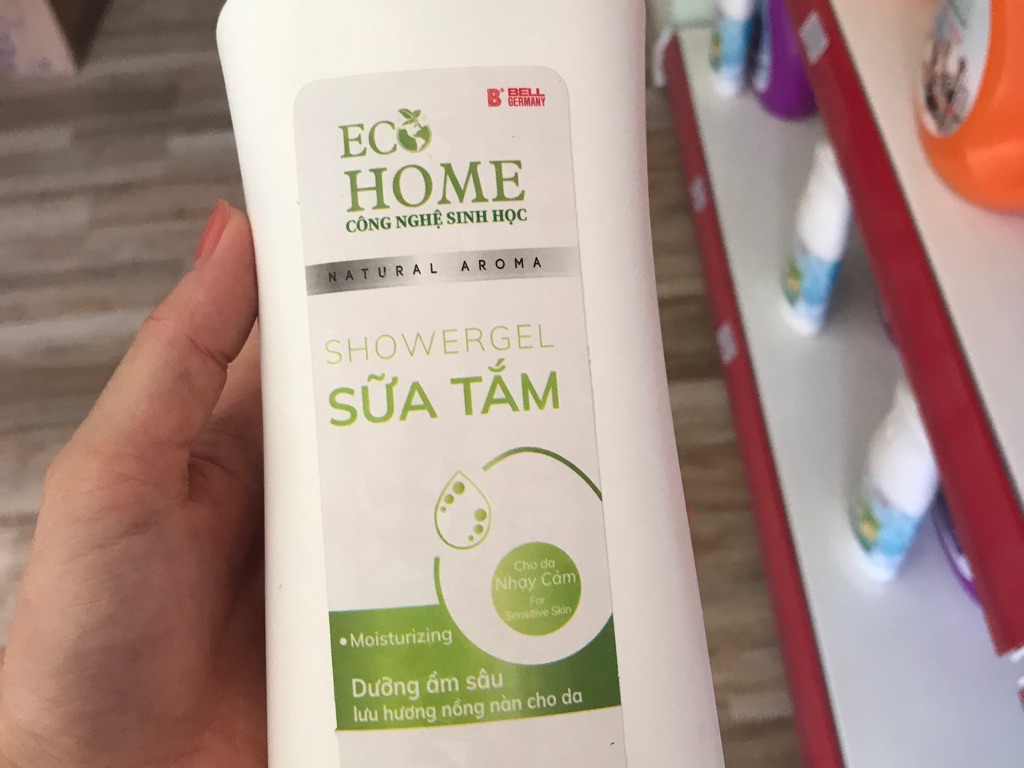 B+ BELL
GERMANY
ECO
HOME
CÔNG NGHỆ SINH HỌC
NATURAL AROMA
SHOWERGEL
SỮA TẮM
Cho da
Nhạy Cảm
For
Sensitive Skin
•Moisturizing
Dưỡng ẩm sâu
lưu hương nồng nàn cho da